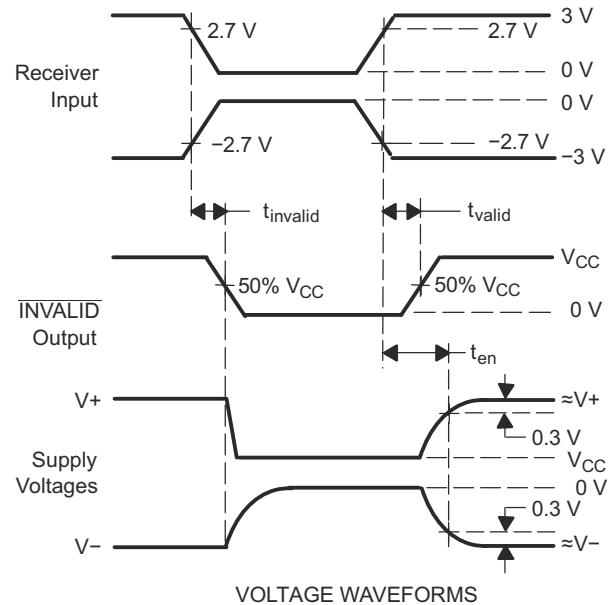 3 V
2.7 V
2.7 V
Receiver
Input
0 V
0 V
−2.7 V
−2.7 V
−3 V
tinvalid
tvalid
VCC
50% VCC
50% VCC
INVALID
Output
0 V
ten
V+
≈V+
0.3 V
Supply
Voltages
VCC
0 V
0.3 V
V−
≈V−
VOLTAGE WAVEFORMS